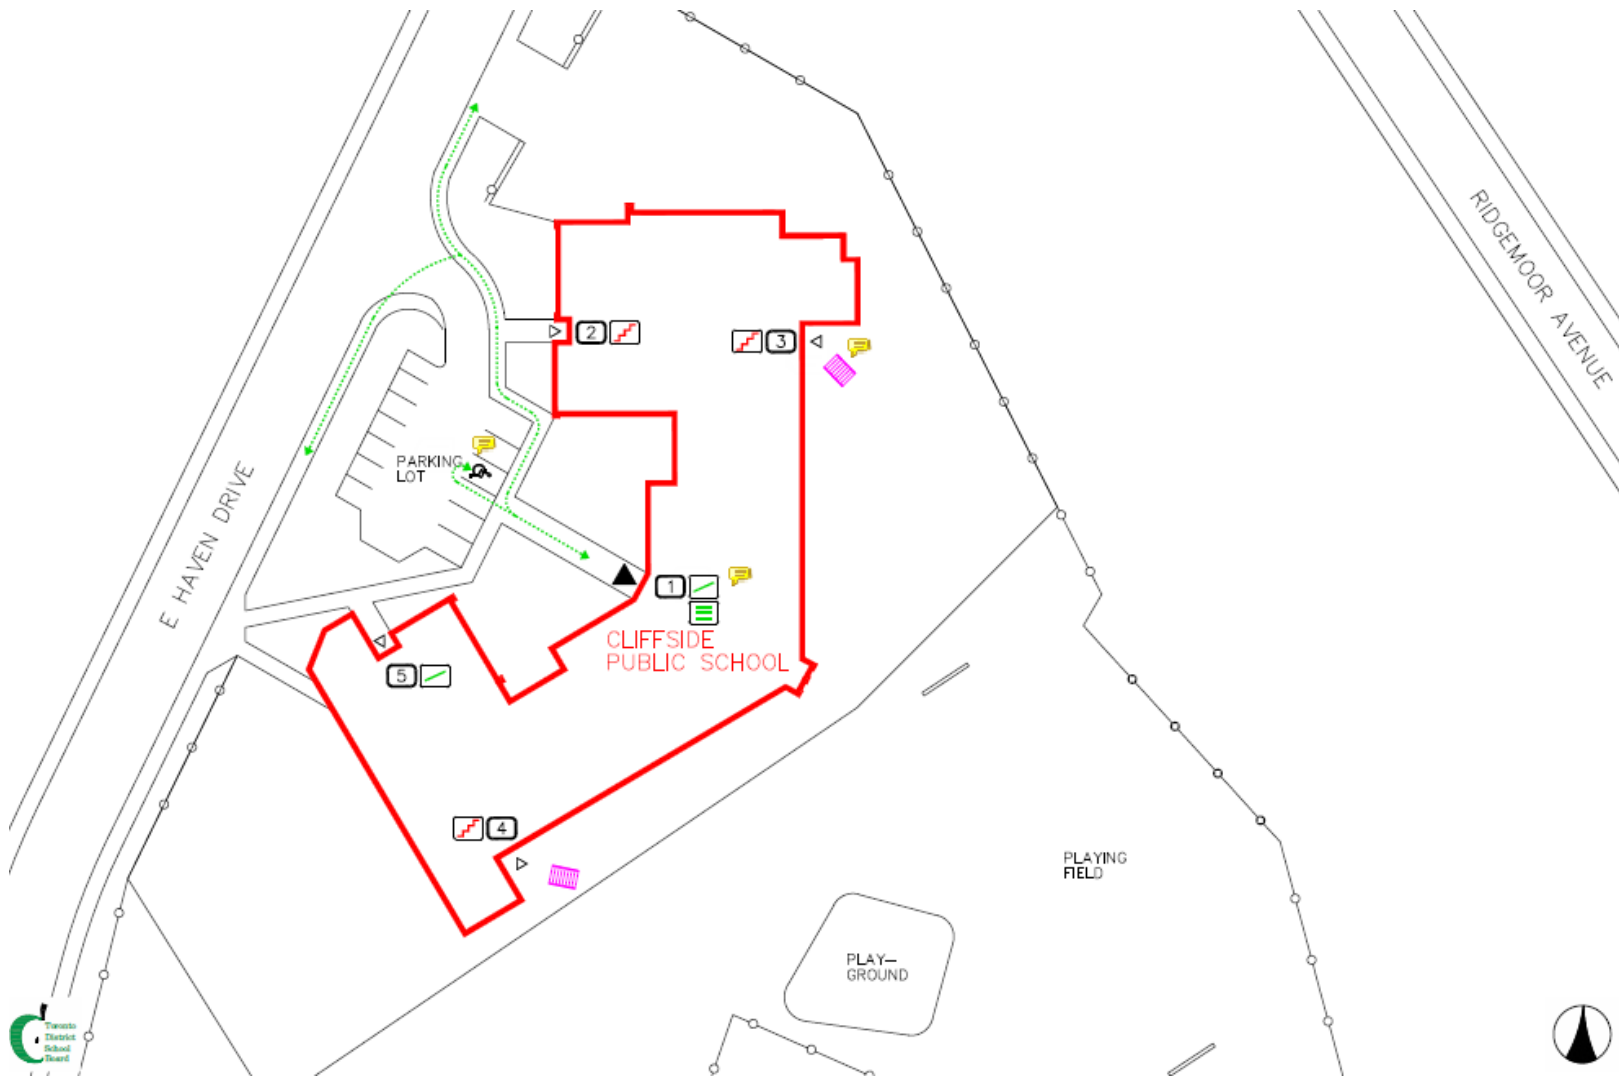 RIDGEMOOR AVENUE
2
3
PARKING
LOT
E HAVEN DRIVE
1
CLIFFSIDE
PUBLIC SCHOOL
5
4
PLAYING
FIELD
PLAY—
GROUND
Toronto
District
School
Board